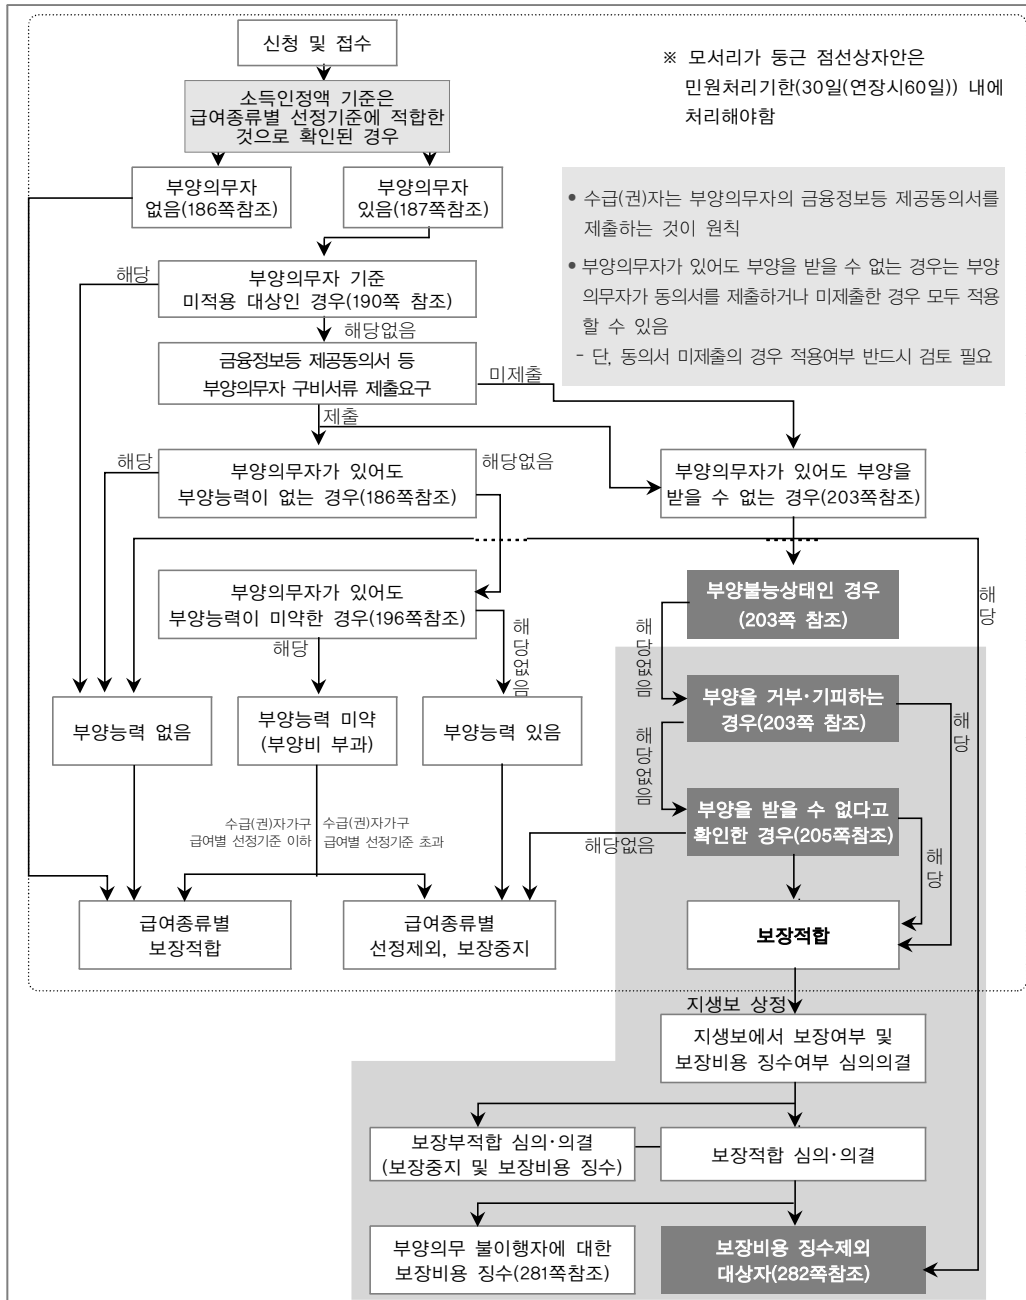 신청 및 접수
※ 모서리가 둥근 점선상자안은
민원처리기한(30일(연장시60일)) 내에
처리해야함
소득인정액 기준은
급여종류별 선정기준에 적합한
것으로 확인된 경우
부양의무자
없음(186쪽참조)
부양의무자
있음(187쪽참조)
• 수급(권)자는 부양의무자의 금융정보등 제공동의서를
제출하는 것이 원칙
• 부양의무자가 있어도 부양을 받을 수 없는 경우는 부양
의무자가 동의서를 제출하거나 미제출한 경우 모두 적용
할 수 있음
- 단, 동의서 미제출의 경우 적용여부 반드시 검토 필요
해당
부양의무자 기준
미적용 대상인 경우(190쪽 참조)
해당없음
금융정보등 제공동의서 등
부양의무자 구비서류 제출요구
미제출
제출
해당
부양의무자가 있어도
부양능력이 없는 경우(186쪽참조)
해당없음
부양의무자가 있어도 부양을
받을 수 없는 경우(203쪽참조)
부양의무자가 있어도
부양능력이 미약한 경우(196쪽참조)
해당
해당없음
부양불능상태인 경우
(203쪽 참조)
해당
해당없음
부양을 거부·기피하는
경우(203쪽 참조)
해당
해당없음
부양능력 없음
부양능력 미약
(부양비 부과)
부양능력 있음
수급(권)자가구
급여별 선정기준 이하
수급(권)자가구
급여별 선정기준 초과
부양을 받을 수 없다고
확인한 경우(205쪽참조)
해당없음
해당
급여종류별
보장적합
급여종류별
선정제외, 보장중지
보장적합
지생보 상정
지생보에서 보장여부 및
보장비용 징수여부 심의의결
보장부적합 심의·의결
(보장중지 및 보장비용 징수)
보장적합 심의·의결
부양의무 불이행자에 대한
보장비용 징수(281쪽참조)
보장비용 징수제외
대상자(282쪽참조)